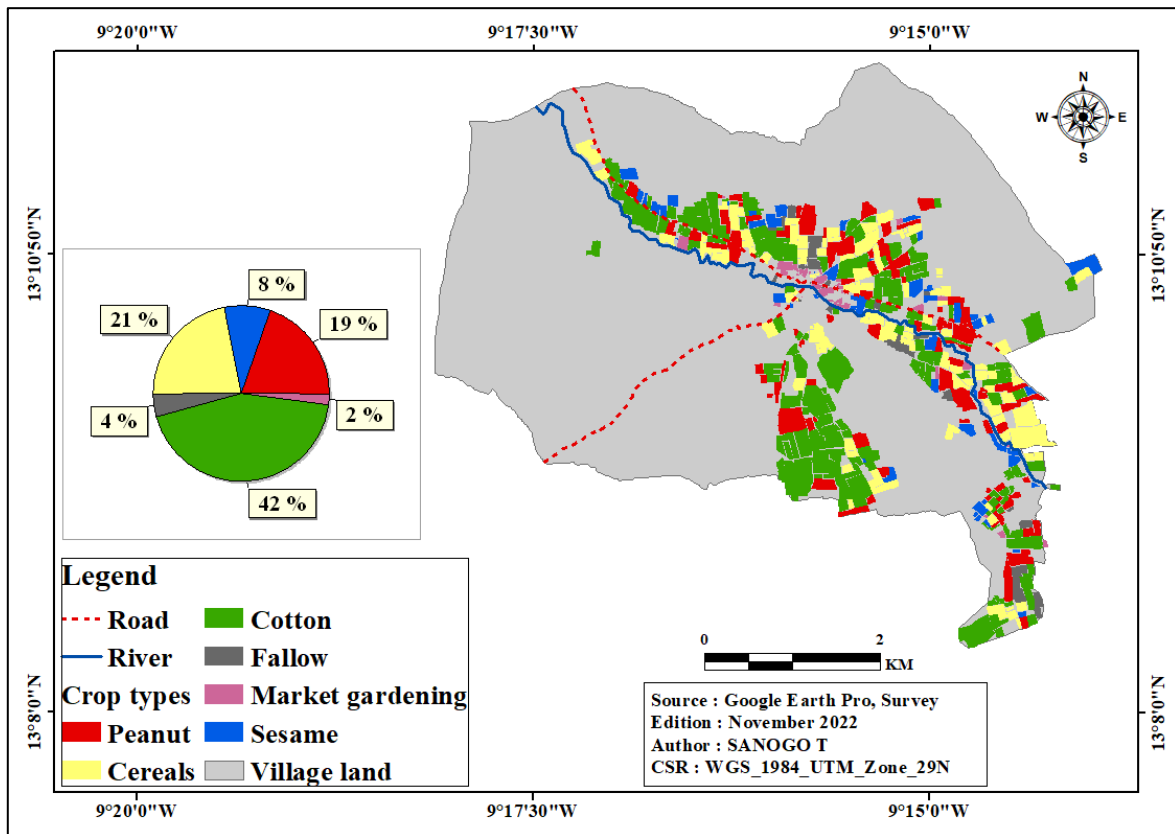 9°20'0"W 9°17'30"W 9°15'0"W
N
W E
S
13°10'50"N 13°10'50"N
8 %
21 % 19 %
4 % 2 %
42 %
Legend
Road Cotton
River Fallow
Crop types Market gardening
Peanut Sesame
Cereals Village land
0 2
KM
Source : Google Earth Pro, Survey
Edition : November 2022
Author : SANOGO T
CSR : WGS_1984_UTM_Zone_29N
13°8'0"N 13°8'0"N
9°20'0"W 9°17'30"W 9°15'0"W